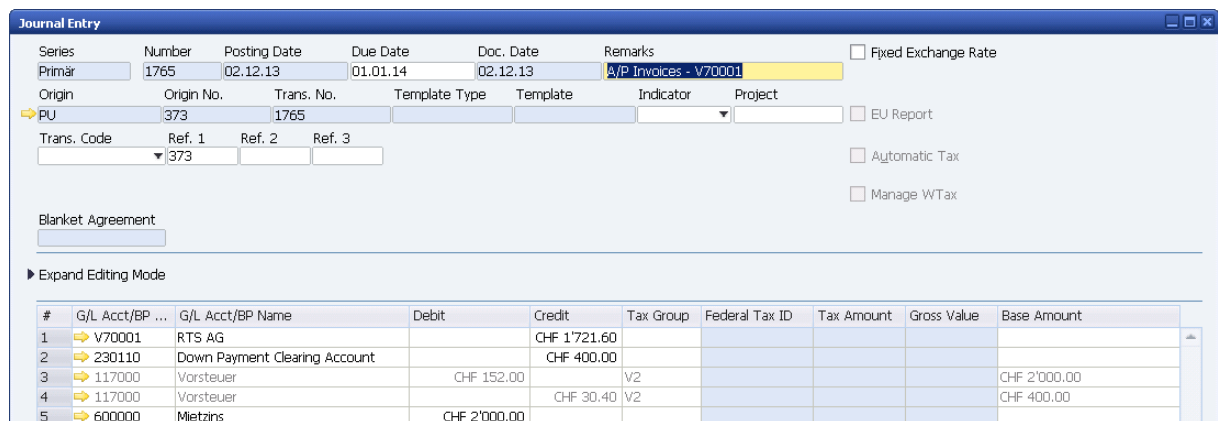 Journal Entry
Series Number Posting Date Due Date Doc. Date Remarks
Primär 1765 02.12.13 01.01.14 02.12.13 A/P Invoices - V70001
Fixed Exchange Rate
Origin Origin No. Trans. No. Template Type Template Indicator Project
PU 373 1765
EU Report
Trans. Code Ref. 1 Ref. 2 Ref. 3
373
Automatic Tax
Manage WTax
Blanket Agreement
Expand Editing Mode
# G/L Acct/BP ... G/L Acct/BP Name Debit Credit Tax Group Federal Tax ID Tax Amount Gross Value Base Amount
1 V70001 RTS AG CHF 1'721.60
2 230110 Down Payment Clearing Account CHF 400.00
3 117000 Vorsteuer CHF 152.00 V2 CHF 2'000.00
4 117000 Vorsteuer CHF 30.40 V2 CHF 400.00
5 600000 Mietzins CHF 2'000.00